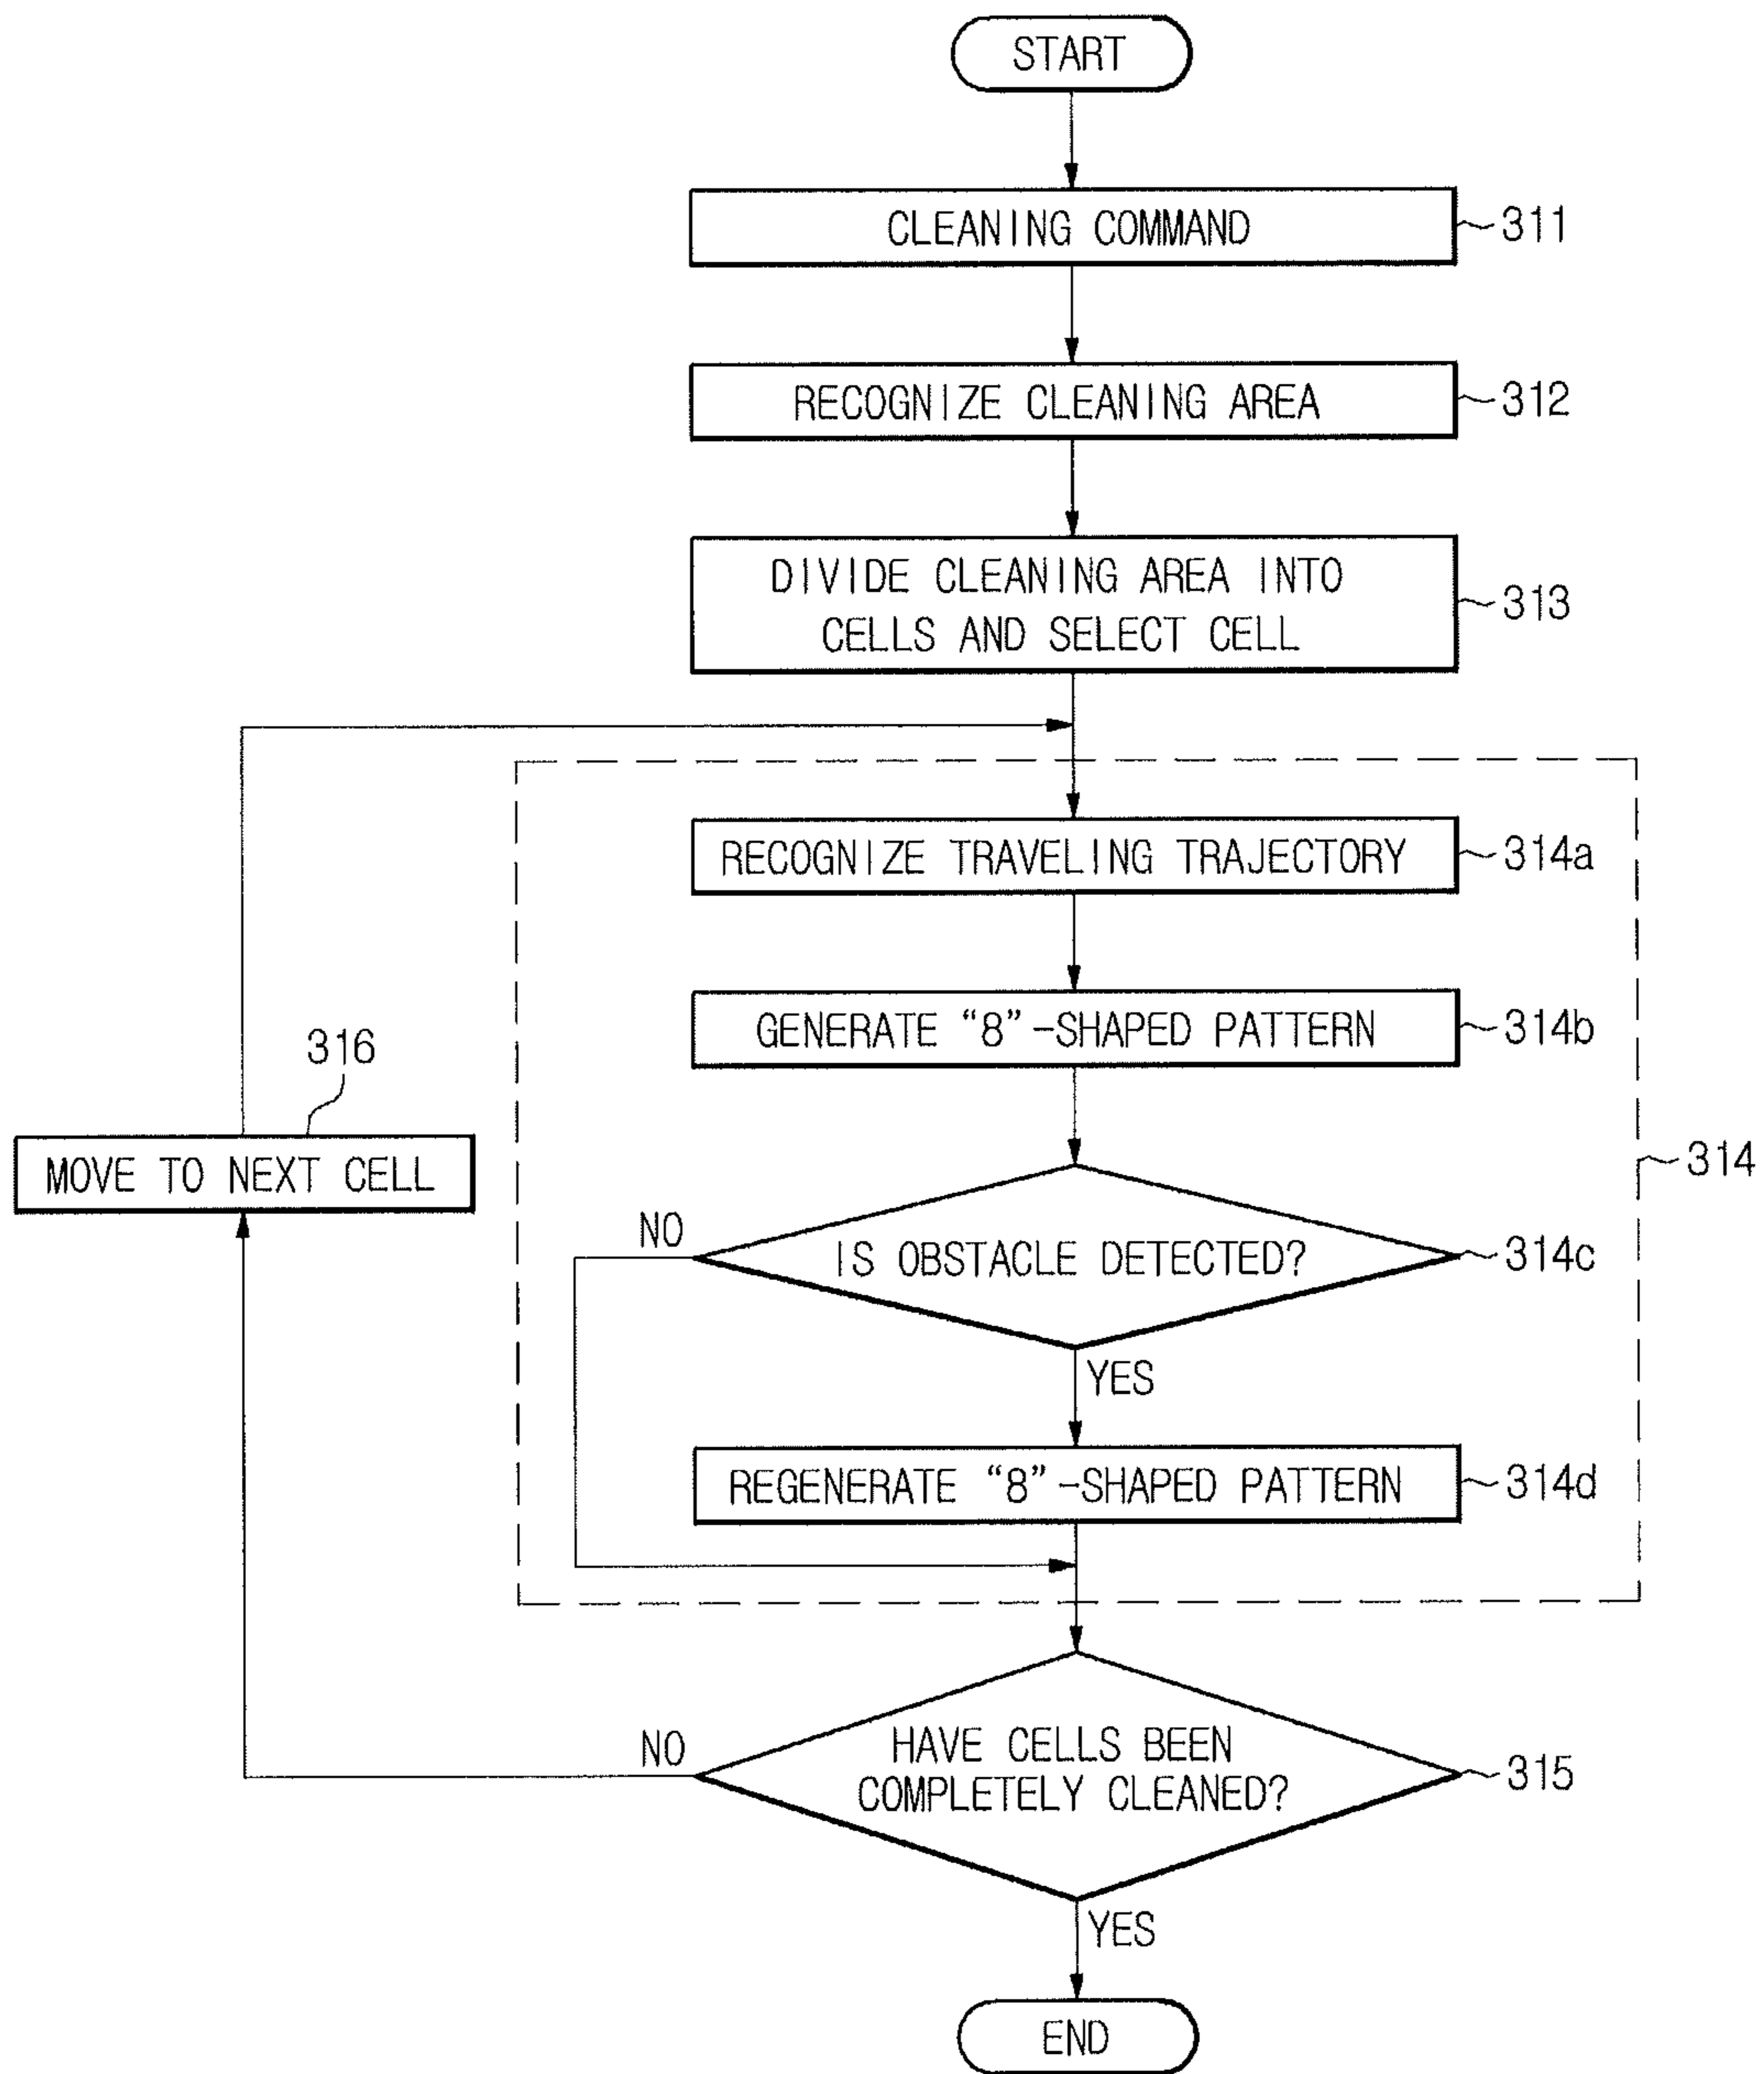 START
CLEANING COMMAND
311
RECOGNIZE CLEANING AREA
312
DIVIDE CLEANING AREA INTO
CELLS AND SELECT CELL
313
RECOGNIZE TRAVELING TRAJECTORY
314a
GENERATE “8”-SHAPED PATTERN
314b
316
MOVE TO NEXT CELL
314
NO
IS OBSTACLE DETECTED?
314c
YES
REGENERATE “8”-SHAPED PATTERN
314d
NO
HAVE CELLS BEEN
COMPLETELY CLEANED?
315
YES
END